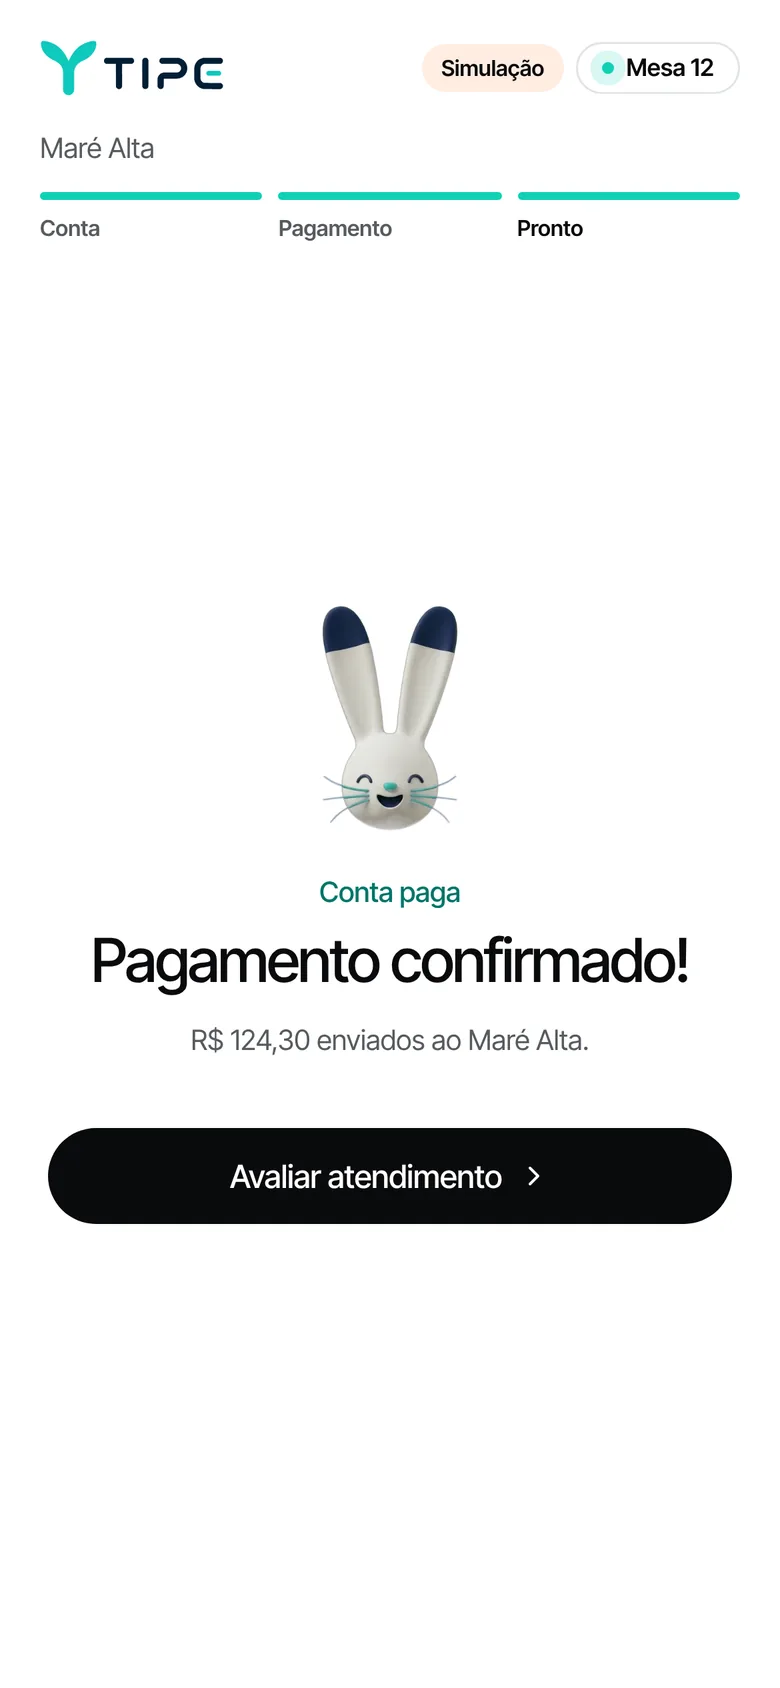 TIPE
Simulação
Mesa 12
Maré Alta
Conta
Pagamento
Pronto
Conta paga
Pagamento confirmado!
R$ 124,30 enviados ao Maré Alta.
Avaliar atendimento